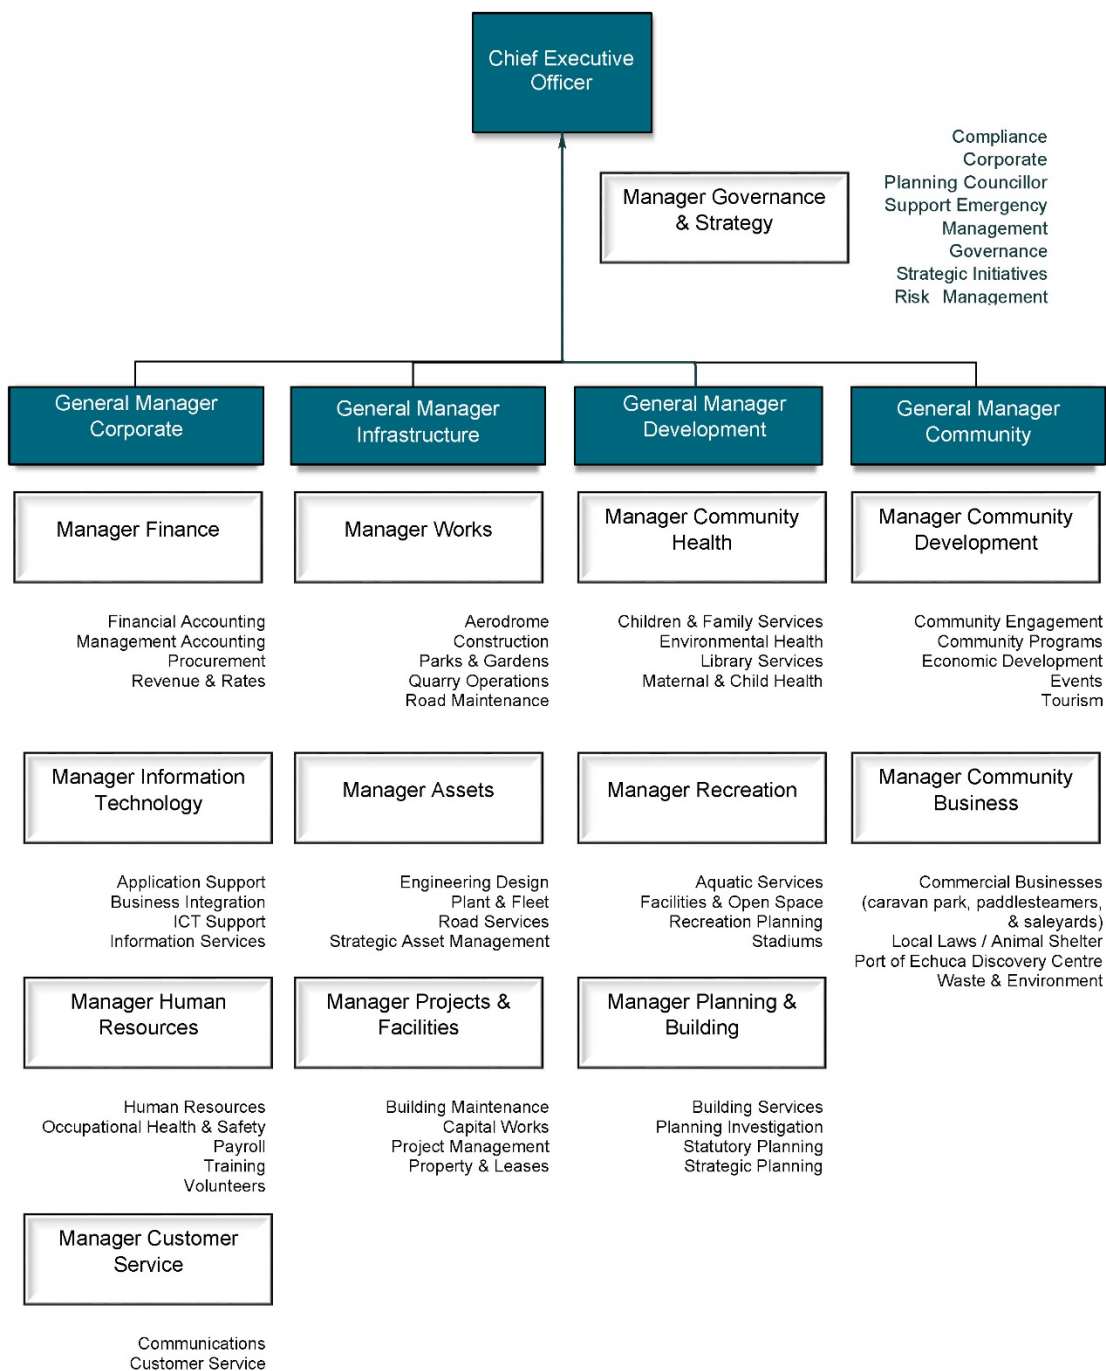 Chief Executive
Officer
Manager Governance
& Strategy
Compliance
Corporate
Planning Councillor
Support Emergency
Management
Governance
Strategic Initiatives
Risk Management
General Manager
Corporate
Manager Finance
Financial Accounting
Management Accounting
Procurement
Revenue & Rates
Manager Information
Technology
Application Support
Business Integration
ICT Support
Information Services
Manager Human
Resources
Human Resources
Occupational Health & Safety
Payroll
Training
Volunteers
Manager Customer
Service
Communications
Customer Service
General Manager
Infrastructure
Manager Works
Aerodrome
Construction
Parks & Gardens
Quarry Operations
Road Maintenance
Manager Assets
Engineering Design
Plant & Fleet
Road Services
Strategic Asset Management
Manager Projects &
Facilities
Building Maintenance
Capital Works
Project Management
Property & Leases
General Manager
Development
Manager Community
Health
Children & Family Services
Environmental Health
Library Services
Maternal & Child Health
Manager Recreation
Aquatic Services
Facilities & Open Space
Recreation Planning
Stadiums
Manager Planning &
Building
Building Services
Planning Investigation
Statutory Planning
Strategic Planning
General Manager
Community
Manager Community
Development
Community Engagement
Community Programs
Economic Development
Events
Tourism
Manager Community
Business
Commercial Businesses
(caravan park, paddlesteamers,
& saleyards)
Local Laws / Animal Shelter
Port of Echuca Discovery Centre
Waste & Environment